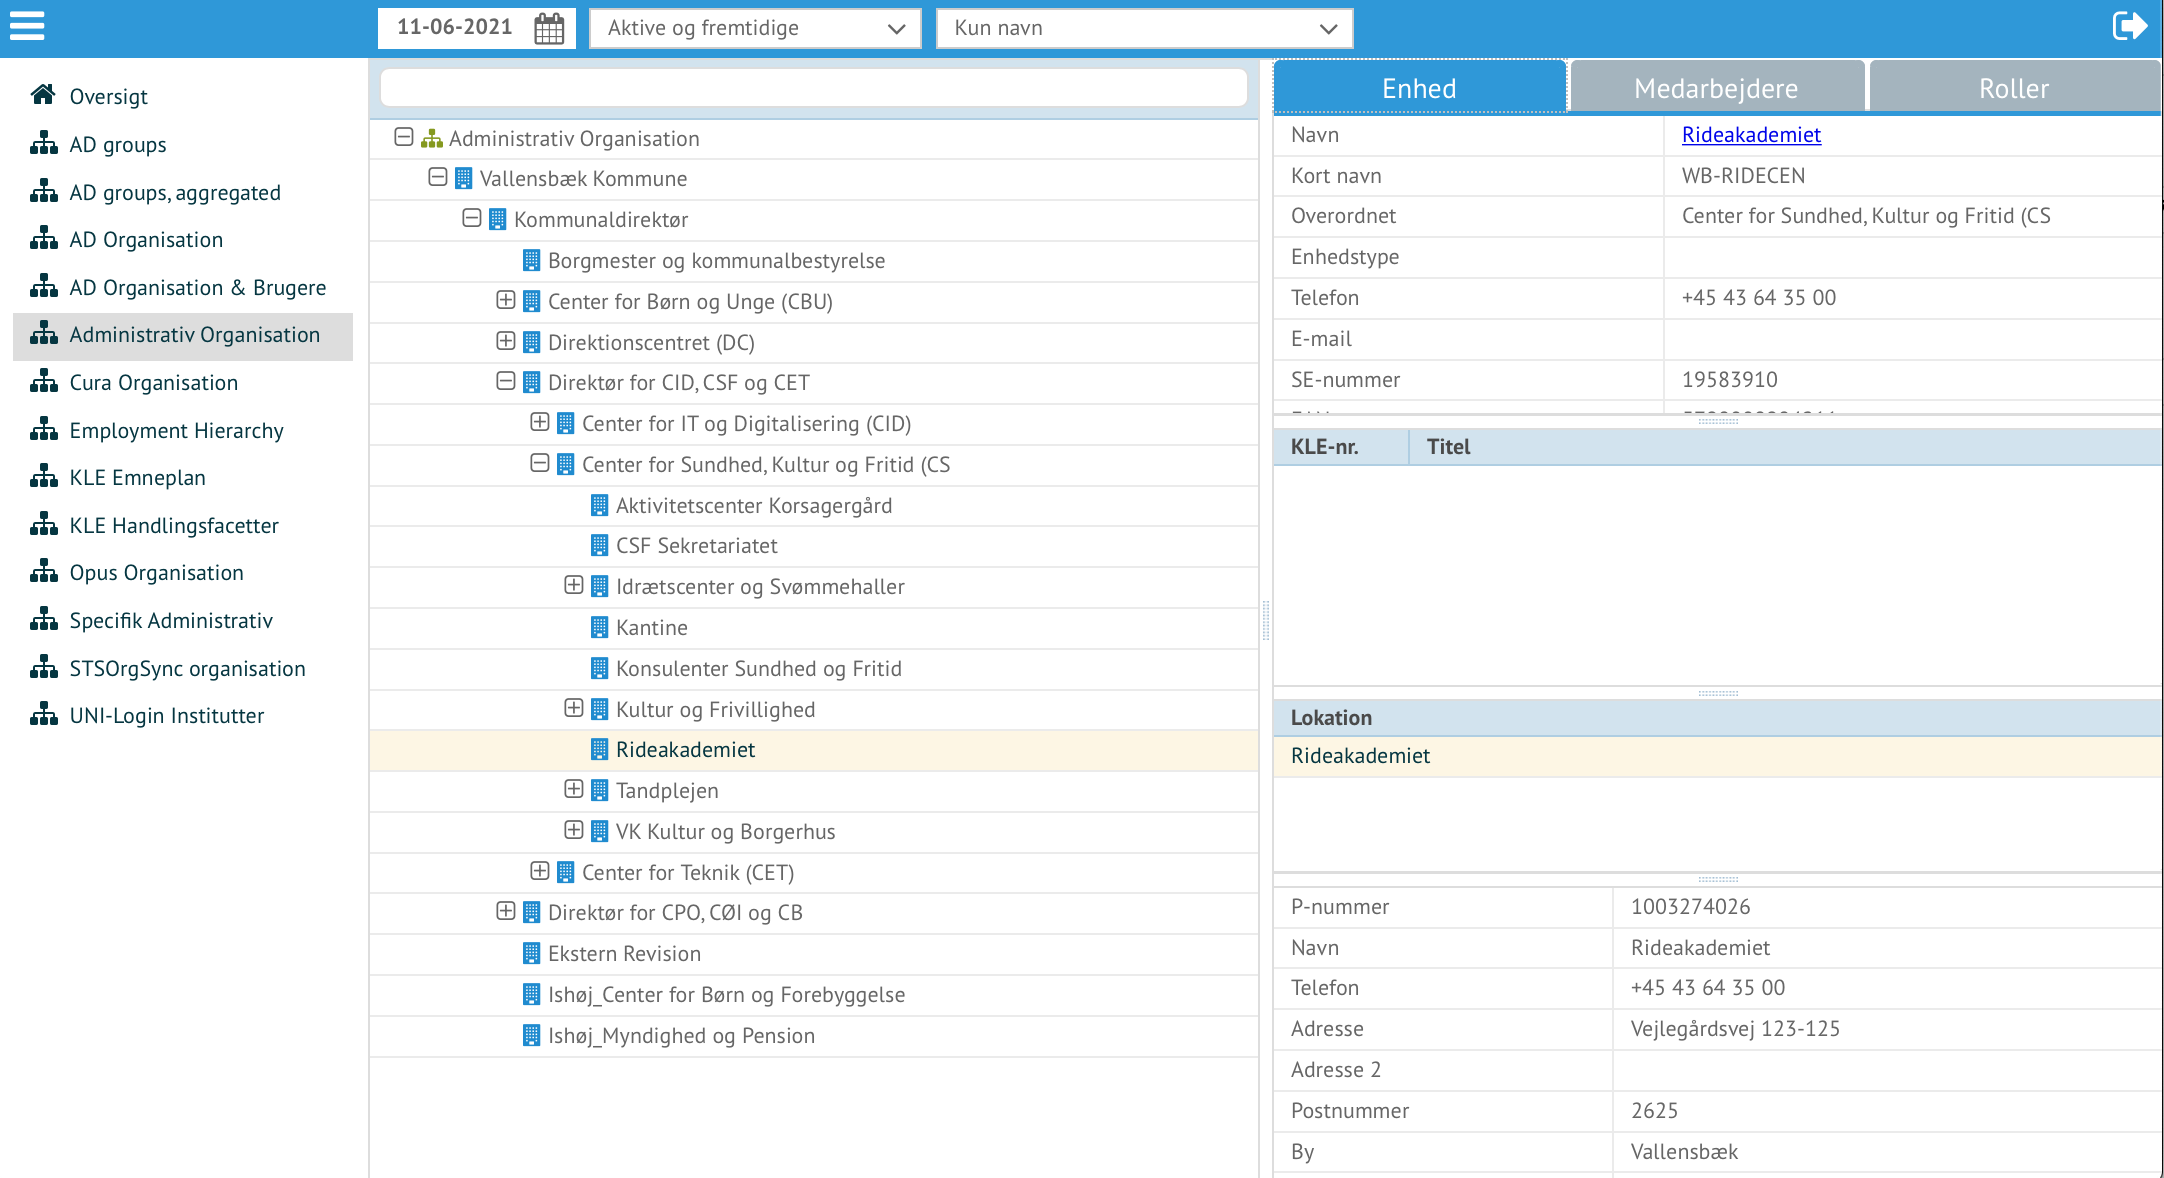 11-06-2021
Aktive og fremtidige
Kun navn
Oversigt
AD groups
AD groups, aggregated
AD Organisation
AD Organisation & Brugere
Administrativ Organisation
Cura Organisation
Employment Hierarchy
KLE Emneplan
KLE Handlingsfacetter
Opus Organisation
Specifik Administrativ
STSOrgSync organisation
UNI-Login Institutter
Administrativ Organisation
Vallensbæk Kommune
Kommunaldirektør
Borgmester og kommunalbestyrelse
Center for Børn og Unge (CBU)
Direktionscentret (DC)
Direktør for CID, CSF og CET
Center for IT og Digitalisering (CID)
Center for Sundhed, Kultur og Fritid (CS
Aktivitetscenter Korsagergård
CSF Sekretariatet
Idrætscenter og Svømmehaller
Kantine
Konsulenter Sundhed og Fritid
Kultur og Frivillighed
Rideakademiet
Tandplejen
VK Kultur og Borgerhus
Center for Teknik (CET)
Direktør for CPO, CØI og CB
Ekstern Revision
Ishøj_Center for Børn og Forebyggelse
Ishøj_Myndighed og Pension
Enhed Medarbejdere Roller
Navn Rideakademiet
Kort navn WB-RIDECEN
Overordnet Center for Sundhed, Kultur og Fritid (CS
Enhedstype
Telefon +45 43 64 35 00
E-mail
SE-nummer 19583910
KLE-nr. Titel
Lokation
Rideakademiet
P-nummer 1003274026
Navn Rideakademiet
Telefon +45 43 64 35 00
Adresse Vejlegårdsvej 123-125
Adresse 2
Postnummer 2625
By Vallensbæk